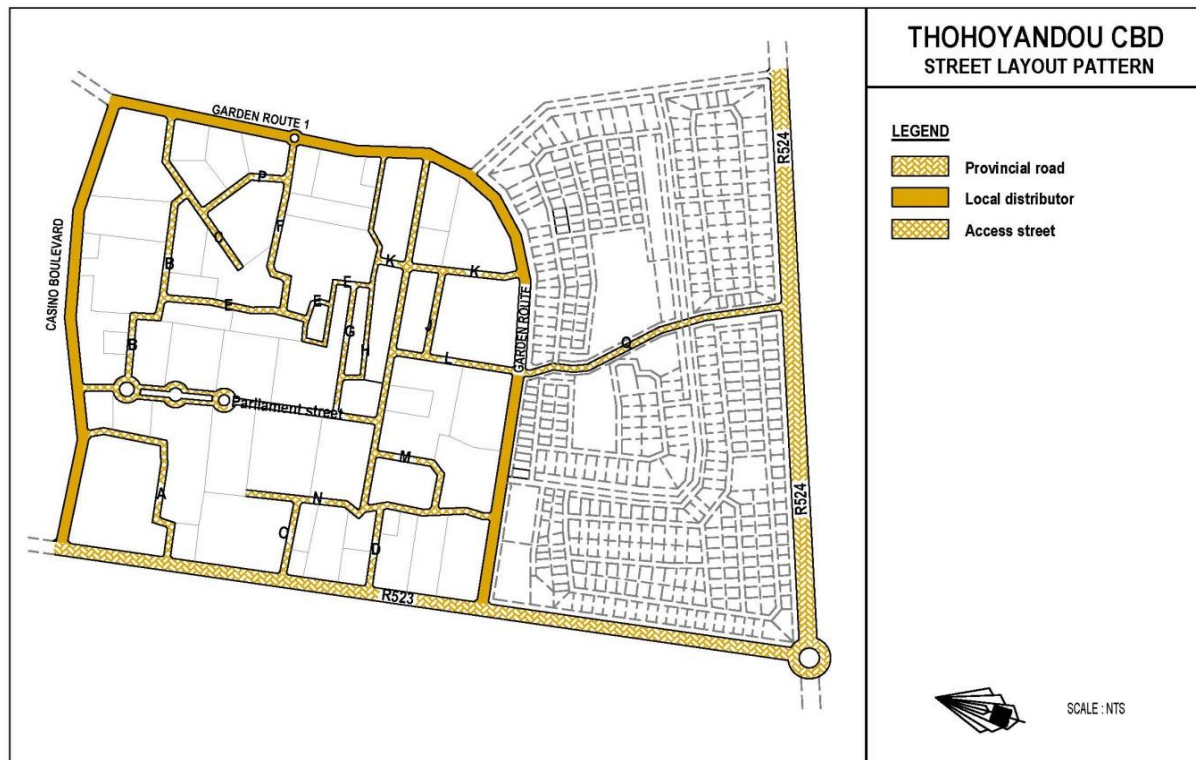 THOHOYANDOU CBD
STREET LAYOUT PATTERN
LEGEND
Provincial road
Local distributor
Access street
GARDEN ROUTE 1
R524
P
F
O
CASINO BOULEVARD
B
K
K
E
E
E
G
J
H
GARDEN ROUTE
Q
B
L
Parliament street
M
A
N
R524
C
D
R523
SCALE : NTS